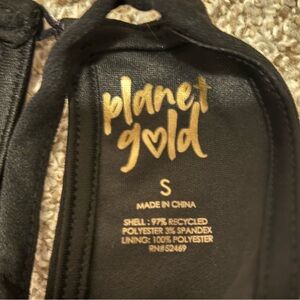 planet
gold
S
MADE IN CHINA
SHELL : 97% RECYCLED
POLYESTER 3% SPANDEX
LINING: 100% POLYESTER
RN#52469